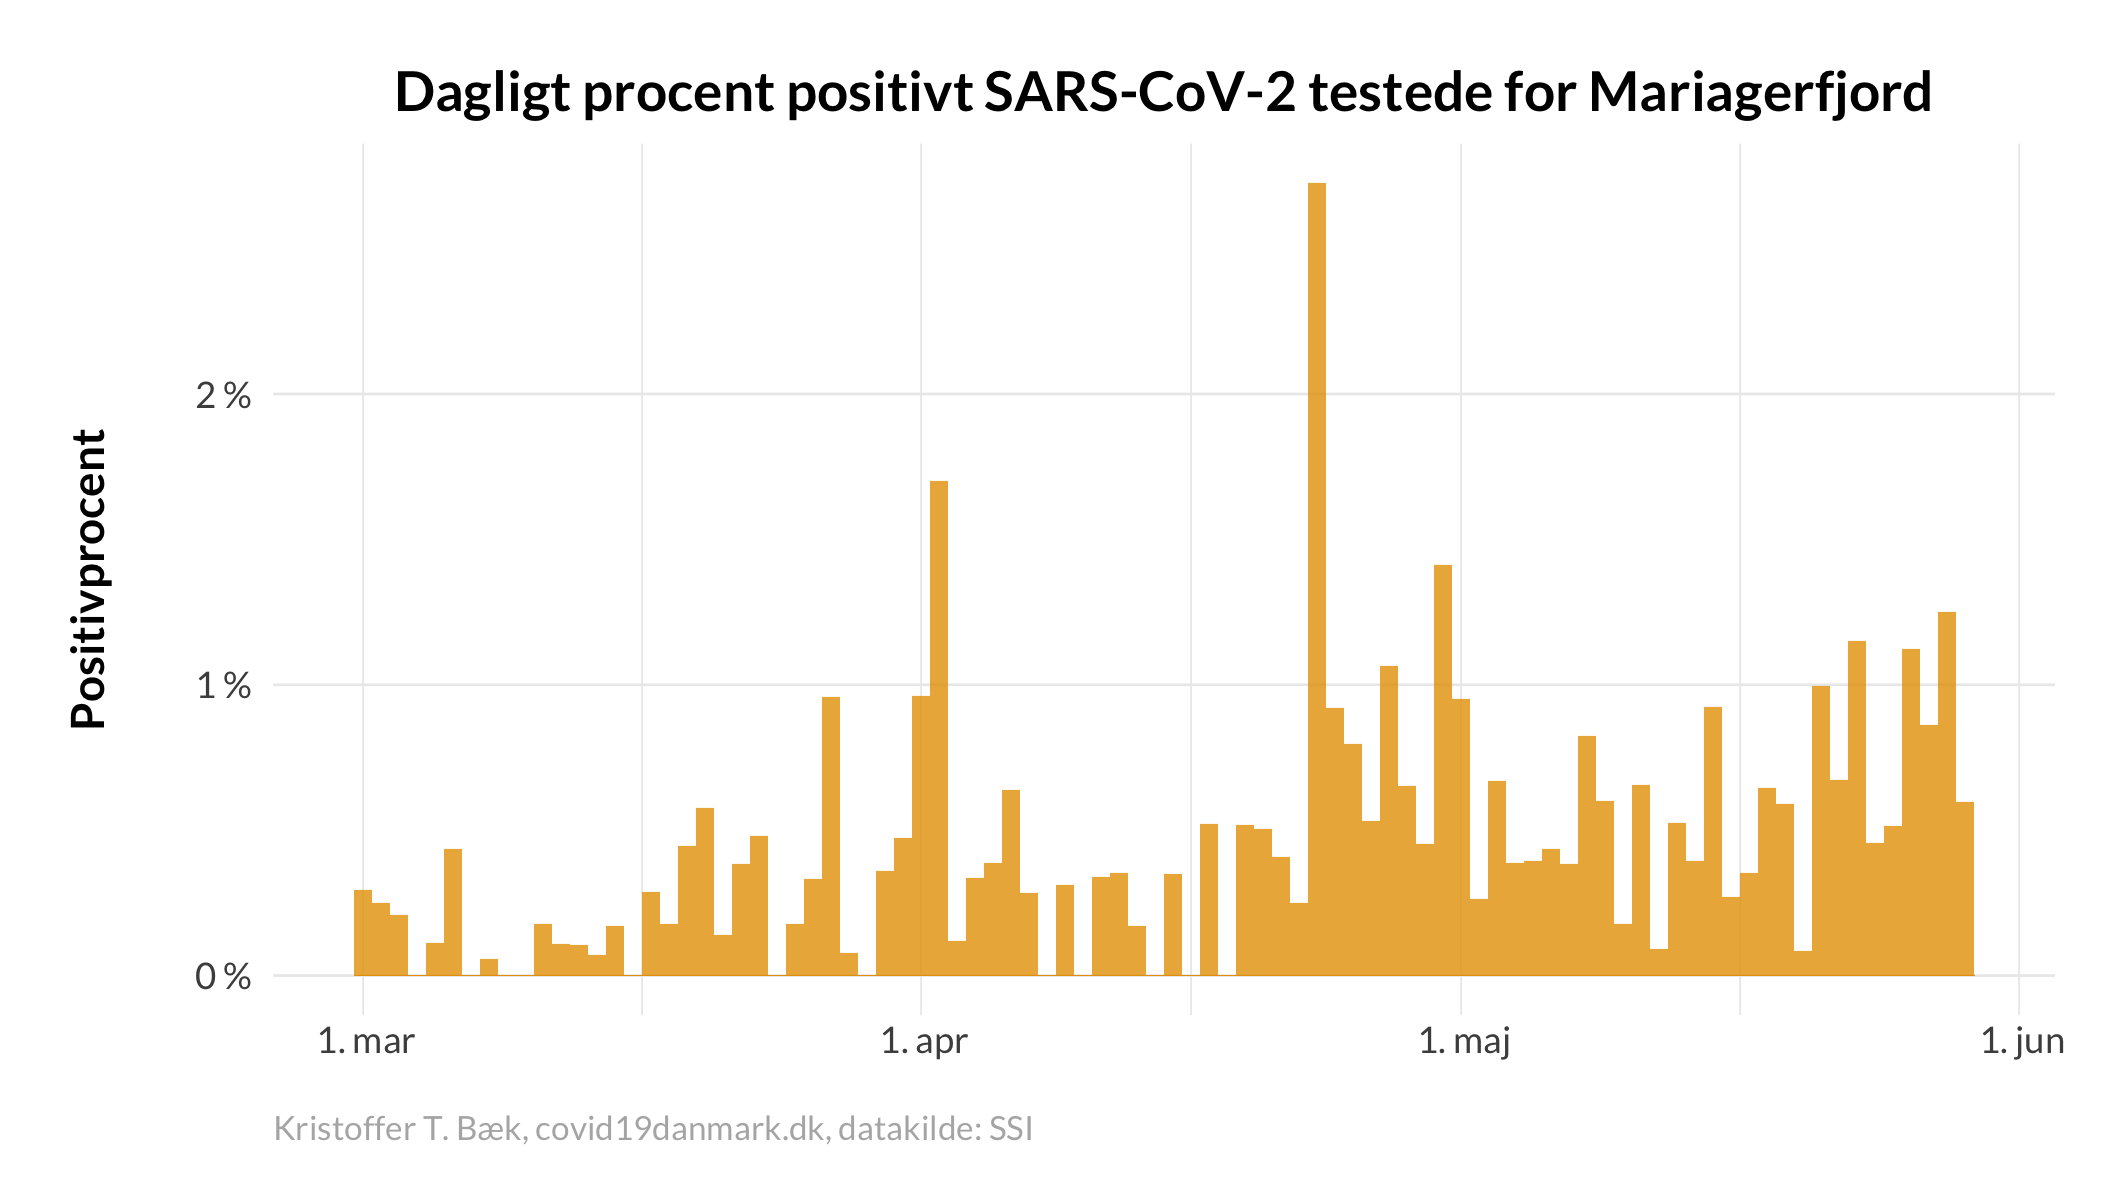 Dagligt procent positivt SARS-CoV-2 testede for Mariagerfjord
Positivprocent
2 %
1 %
0 %
1. mar
1. apr
1. maj
1. jun
Kristoffer T. Bæk, covid19danmark.dk, datakilde: SSI